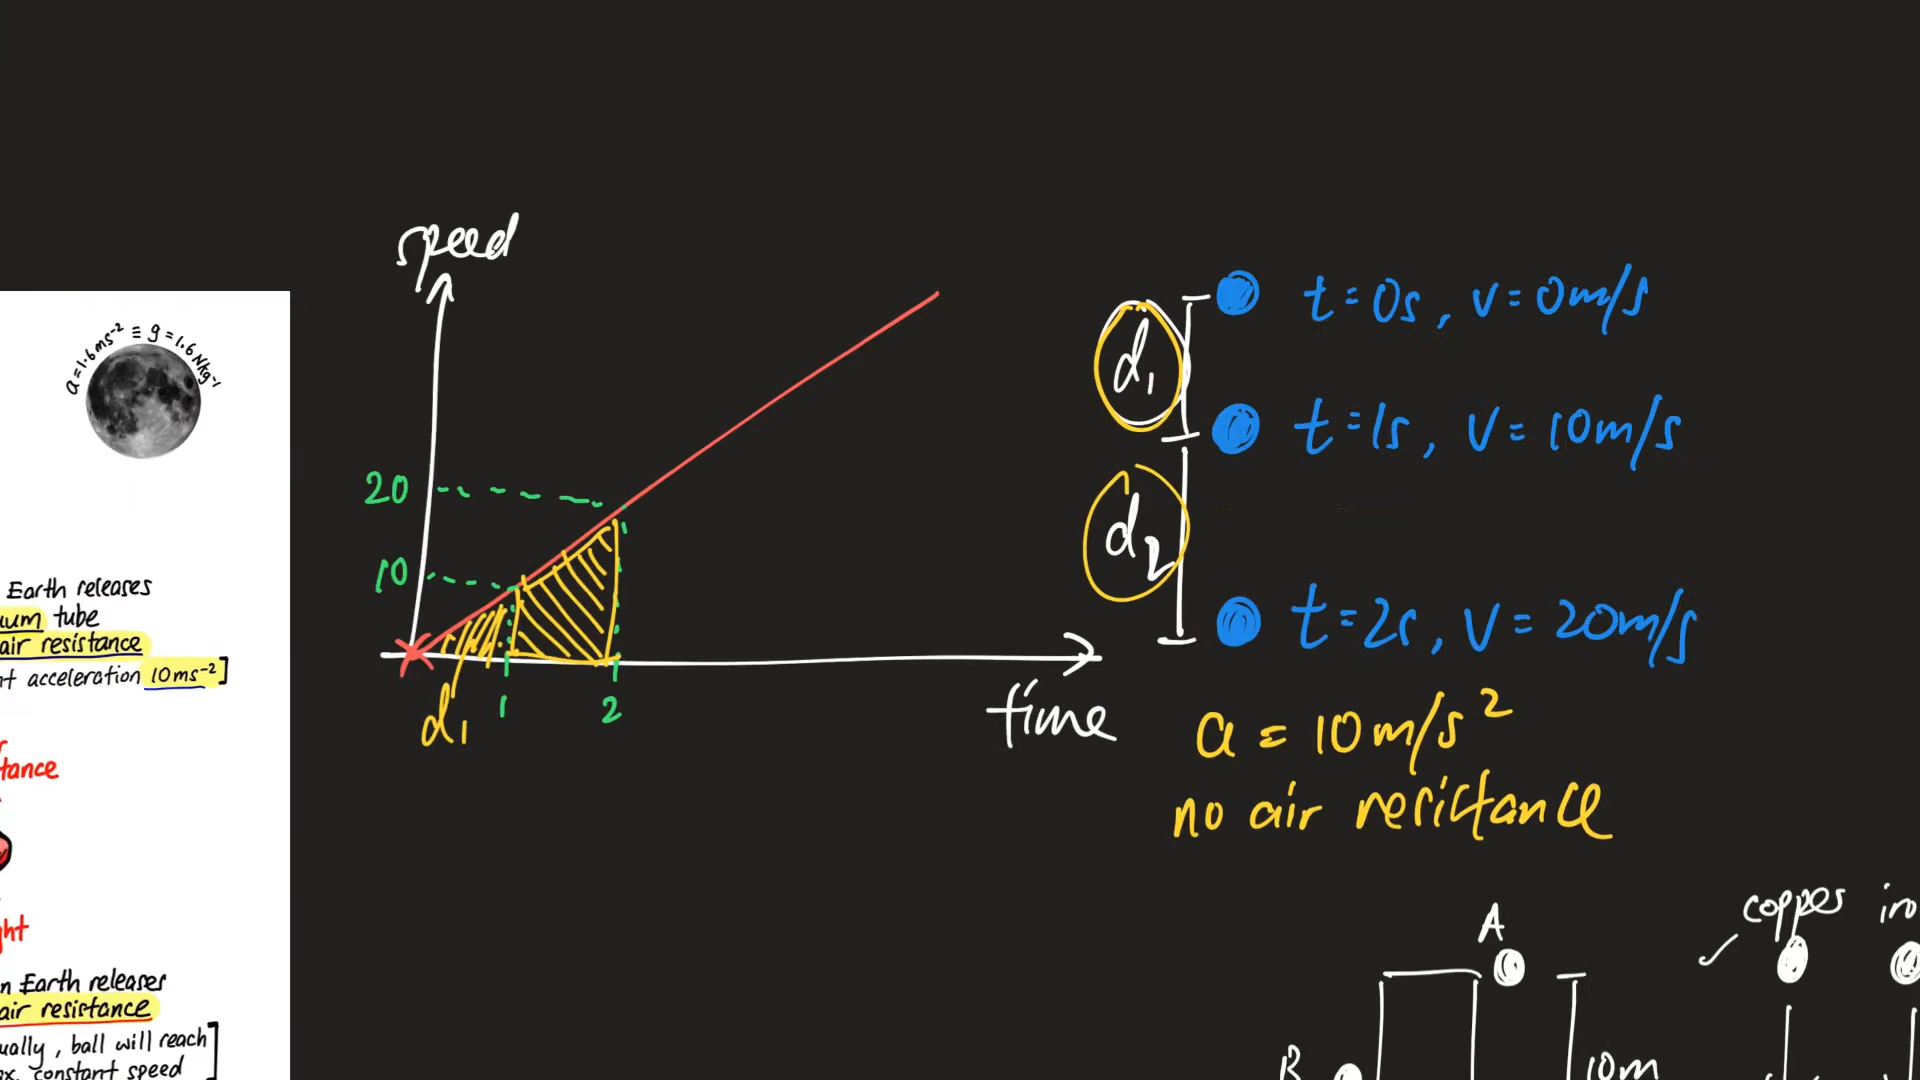 a=1.6ms⁻² ≡ g=1.6Nkg⁻¹
Earth releases
tube
air resistance
acceleration 10ms⁻²]
Earth releases
air resistance
, ball will reach]
constant speed
speed
20
10
d₁
1
2
time
d₁
d₂
t=0s, v=0m/s
t=1s, v=10m/s
t=2s, v=20m/s
a=10m/s²
no air resistance
A
B
10m
copper